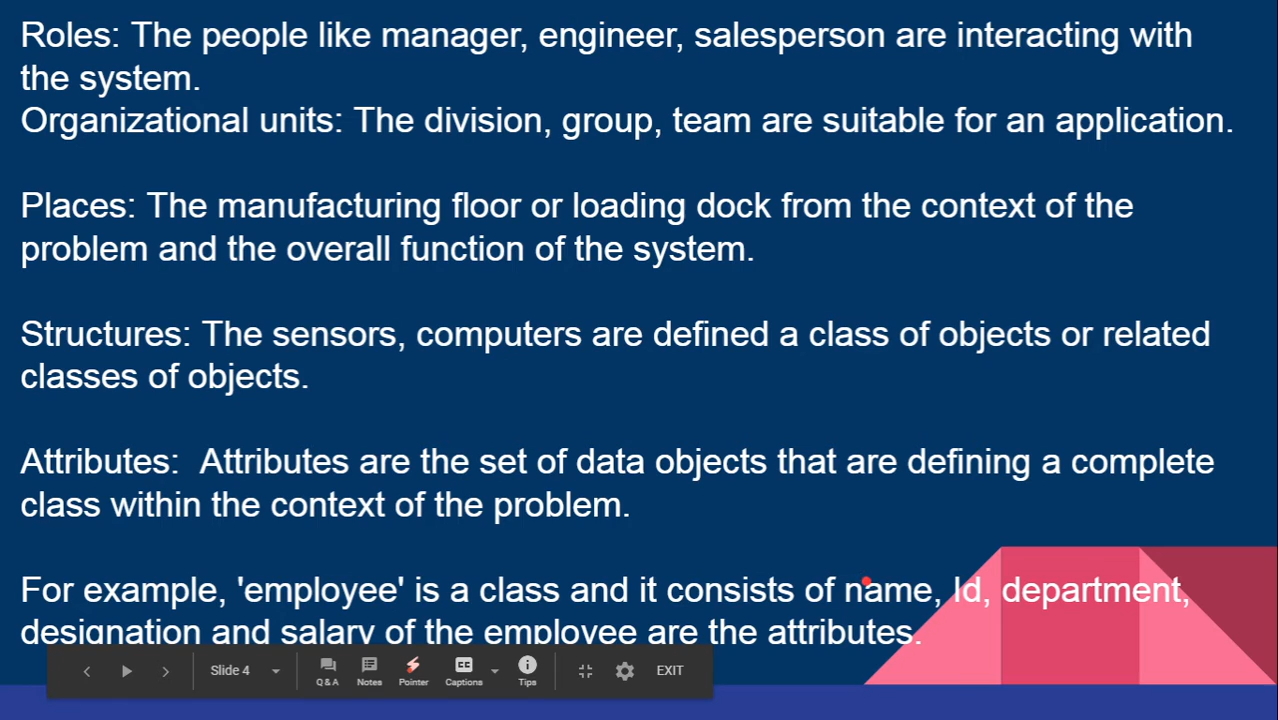 Roles: The people like manager, engineer, salesperson are interacting with
the system.
Organizational units: The division, group, team are suitable for an application.
Places: The manufacturing floor or loading dock from the context of the
problem and the overall function of the system.
Structures: The sensors, computers are defined a class of objects or related
classes of objects.
Attributes:  Attributes are the set of data objects that are defining a complete
class within the context of the problem.
For example, 'employee' is a class and it consists of name, Id, department,
designation and salary of the employee are the attributes.
Slide 4 Q&A Notes Pointer CC Captions Tips EXIT